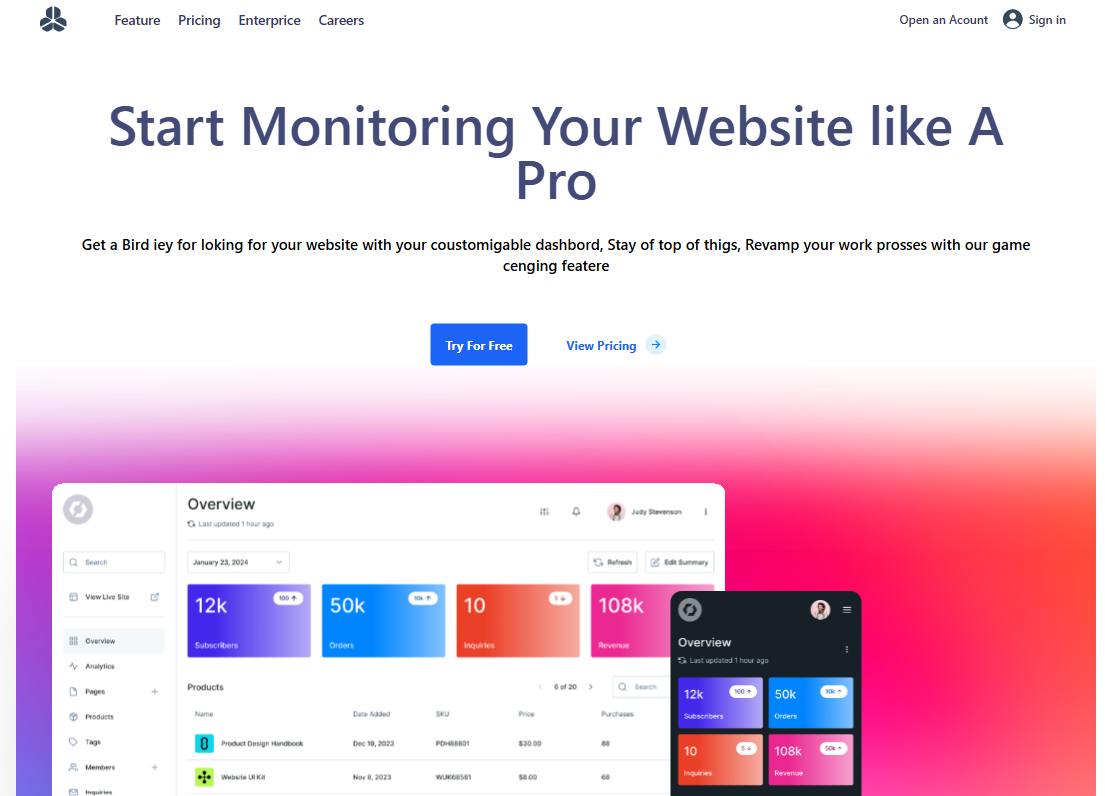 Feature Pricing Enterprice Careers
Open an Acount Sign in
Start Monitoring Your Website like A
Pro
Get a Bird iey for loking for your website with your coustomigable dashbord, Stay of top of thigs, Revamp your work prosses with our game
cenging featere
Try For Free
View Pricing
Overview
Last updated 1 hour ago
Judy Stevenson
Search
View Live Site
Overview
Analytics
Pages
Products
Tags
Members
Inquiries
January 23, 2024
Refresh
Edit Summary
12k 100
Subscribers
50k 10k
Orders
10 5
Inquiries
108k
Revenue
Products
6 of 20
Search
Name Date Added SKU Price Purchases
Product Design Handbook Dec 19, 2023 PDH88801 $30.00 88
Website UI Kit Nov 8, 2023 WUK68581 $8.00 68
Overview
Last updated 1 hour ago
12k 100
Subscribers
50k 10k
Orders
10 5
Inquiries
108k 50k
Revenue